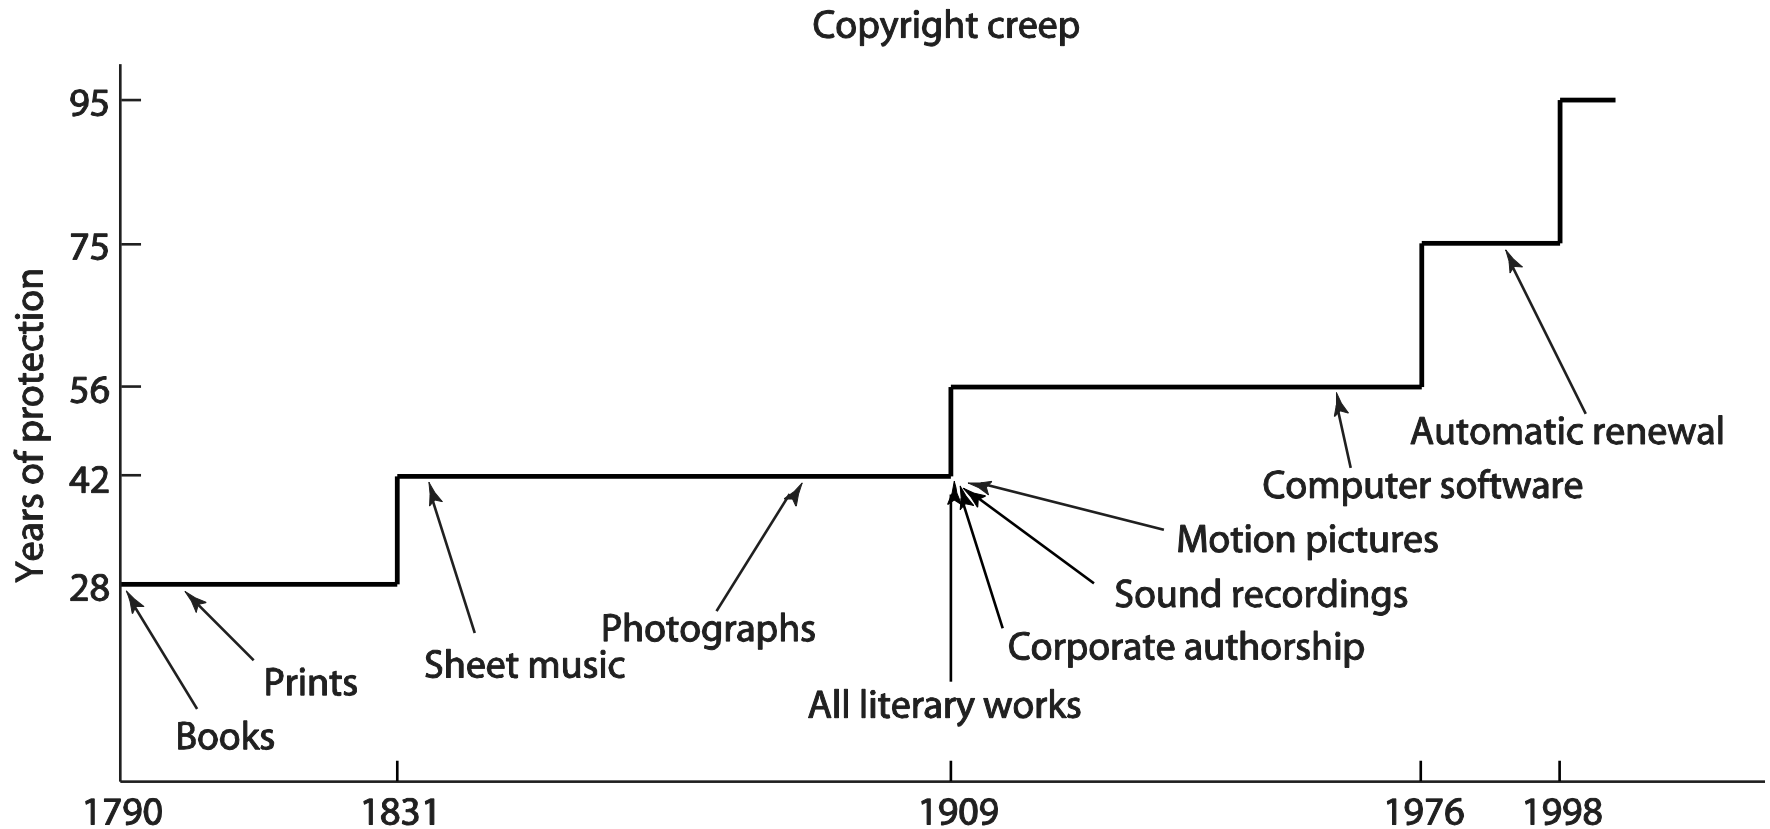 Copyright creep
Years of protection
95
75
56
42
28
Automatic renewal
Computer software
Motion pictures
Sound recordings
Photographs
Corporate authorship
Sheet music
Prints
All literary works
Books
1790
1831
1909
1976
1998